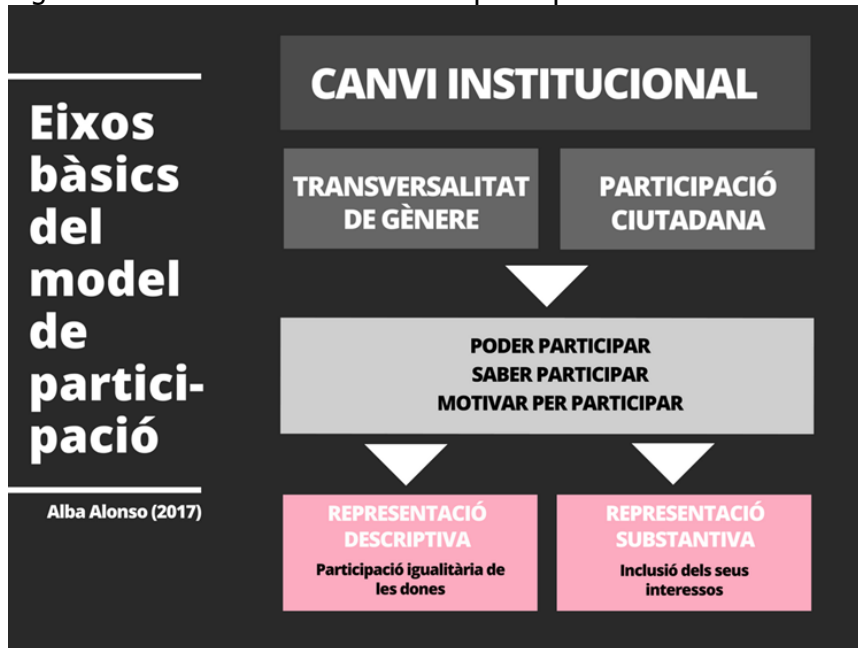 Eixos
bàsics
del
model
de
partici-
pació
Alba Alonso (2017)
CANVI INSTITUCIONAL
TRANSVERSALITAT
DE GÈNERE
PARTICIPACIÓ
CIUTADANA
PODER PARTICIPAR
SABER PARTICIPAR
MOTIVAR PER PARTICIPAR
REPRESENTACIÓ
DESCRIPTIVA
Participació igualitària de
les dones
REPRESENTACIÓ
SUBSTANTIVA
Inclusió dels seus
interessos